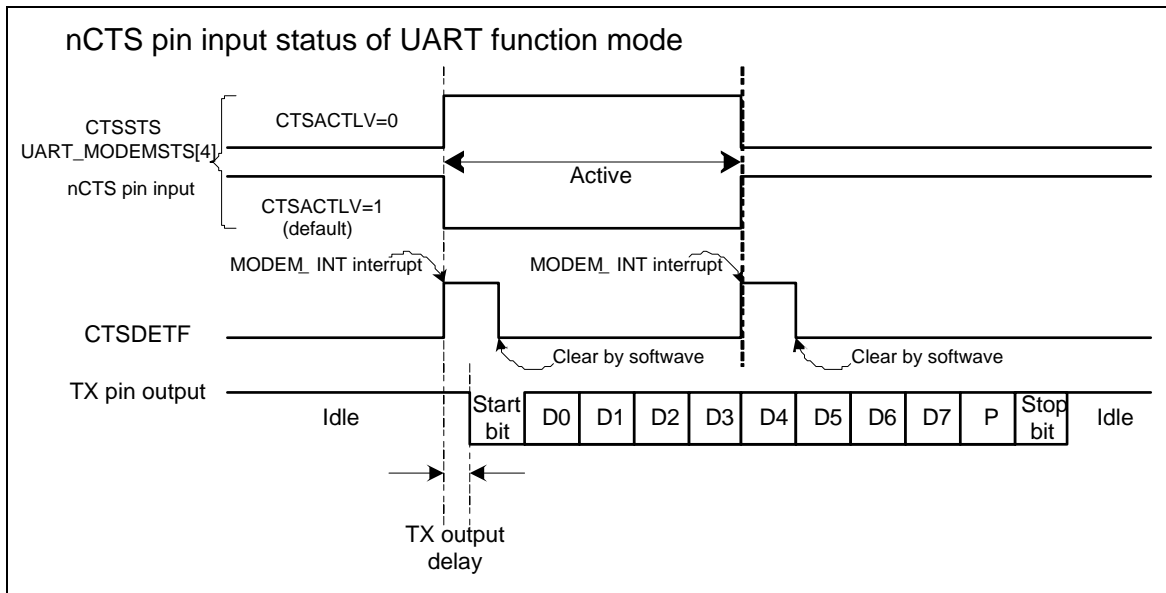 nCTS pin input status of UART function mode
CTSSTS
UART_MODEMSTS[4]
nCTS pin input
CTSACTLV=0
Active
CTSACTLV=1
(default)
MODEM_ INT interrupt
MODEM_ INT interrupt
CTSDETF
Clear by softwave
Clear by softwave
TX pin output
Idle
Start
bit
D0
D1
D2
D3
D4
D5
D6
D7
P
Stop
bit
Idle
TX output
delay